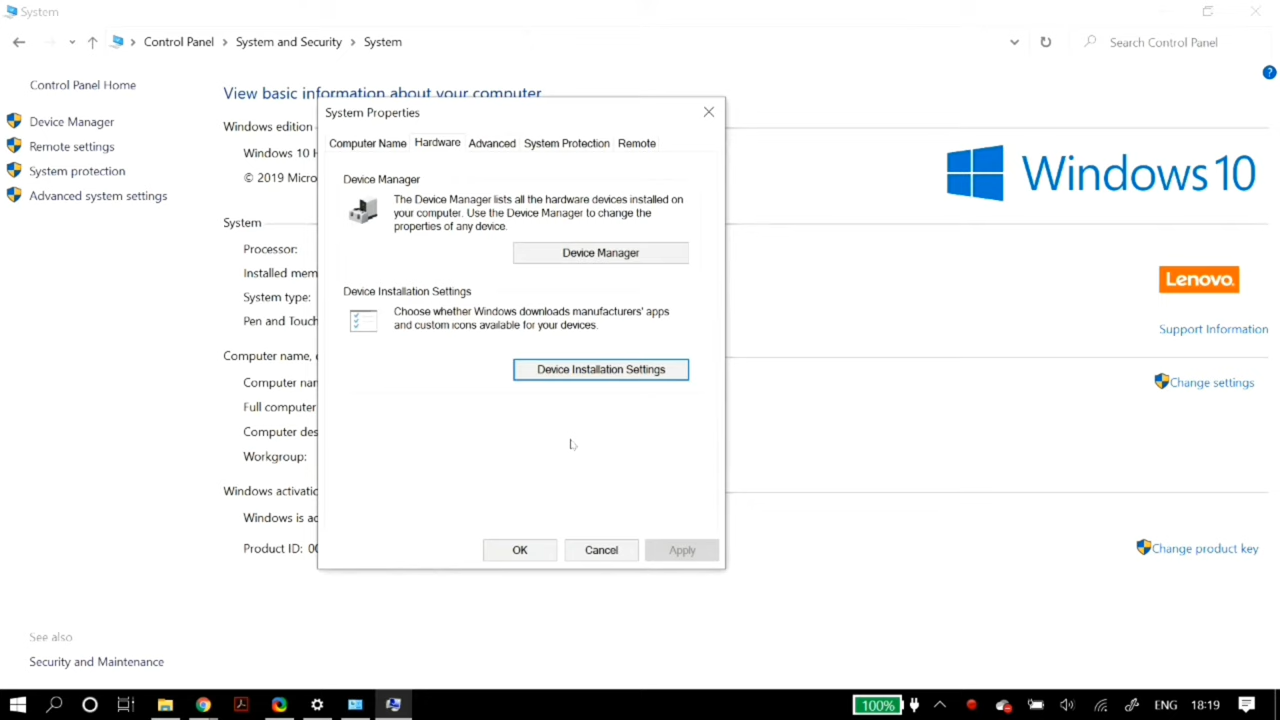 System
Control Panel > System and Security > System
Search Control Panel
Control Panel Home
Device Manager
Remote settings
System protection
Advanced system settings
See also
Security and Maintenance
View basic information about your computer
Windows edition
Windows 10 H
© 2019 Micro
System
Processor:
Installed mem
System type:
Pen and Touch
Computer name,
Computer nar
Full computer
Computer des
Workgroup:
Windows activatio
Windows is ac
Product ID: 00
System Properties
Computer Name Hardware Advanced System Protection Remote
Device Manager
The Device Manager lists all the hardware devices installed on
your computer. Use the Device Manager to change the
properties of any device.
Device Manager
Device Installation Settings
Choose whether Windows downloads manufacturers' apps
and custom icons available for your devices.
Device Installation Settings
OK Cancel Apply
Windows 10
Lenovo
Support Information
Change settings
Change product key
100% ENG 18:19